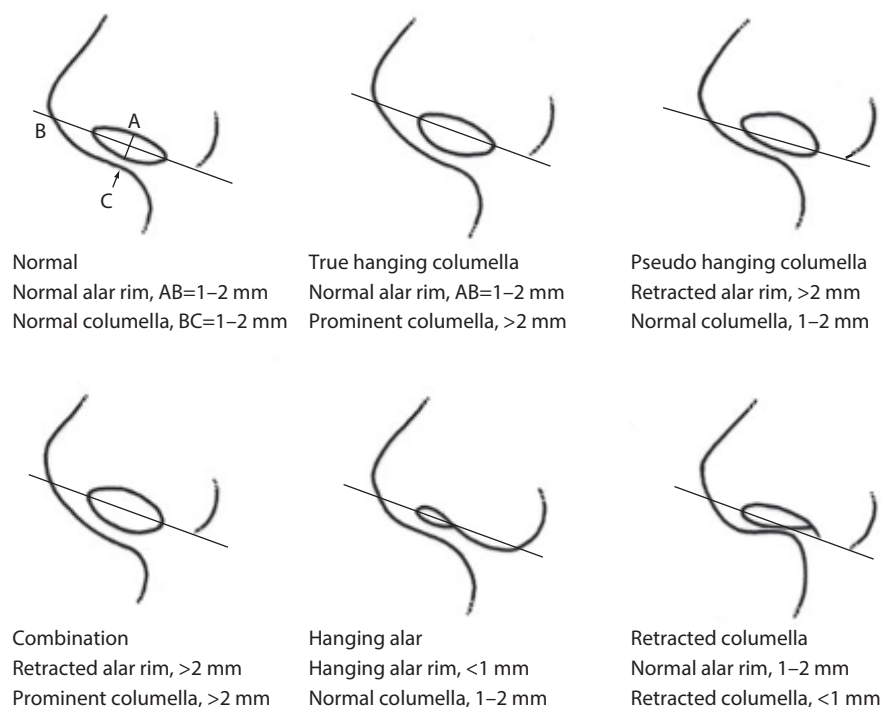 A
B
C
Normal
Normal alar rim, AB=1–2 mm
Normal columella, BC=1–2 mm
True hanging columella
Normal alar rim, AB=1–2 mm
Prominent columella, >2 mm
Pseudo hanging columella
Retracted alar rim, >2 mm
Normal columella, 1–2 mm
Combination
Retracted alar rim, >2 mm
Prominent columella, >2 mm
Hanging alar
Hanging alar rim, <1 mm
Normal columella, 1–2 mm
Retracted columella
Normal alar rim, 1–2 mm
Retracted columella, <1 mm